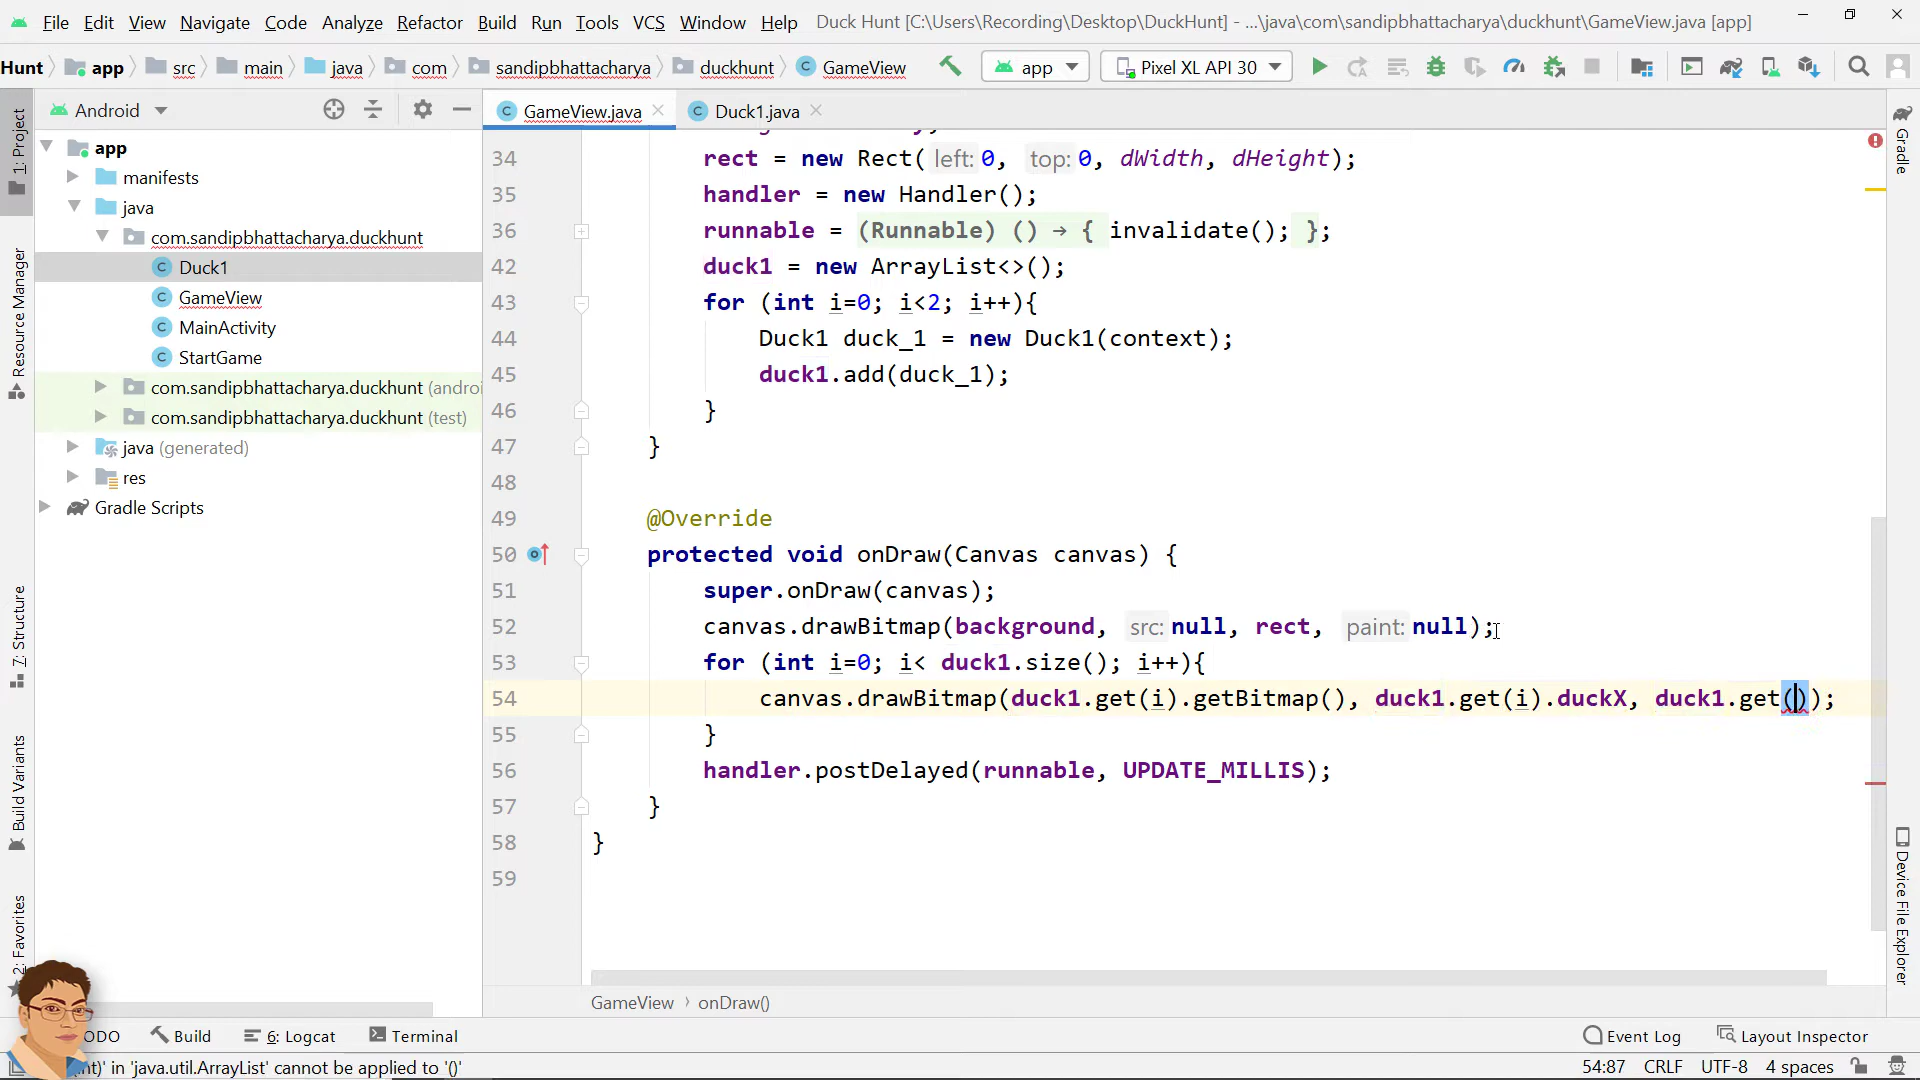 File Edit View Navigate Code Analyze Refactor Build Run Tools VCS Window Help Duck Hunt [C:\Users\Recording\Desktop\DuckHunt] - ...\java\com\sandipbhattacharya\duckhunt\GameView.java [app]
Hunt app src main java com sandipbhattacharya duckhunt GameView app Pixel XL API 30
Android GameView.java Duck1.java
app
manifests
java
com.sandipbhattacharya.duckhunt
Duck1
GameView
MainActivity
StartGame
com.sandipbhattacharya.duckhunt (androi
com.sandipbhattacharya.duckhunt (test)
java (generated)
res
Gradle Scripts
1: Project
Resource Manager
7: Structure
Build Variants
2: Favorites
34 rect = new Rect( left: 0, top: 0, dWidth, dHeight);
35 handler = new Handler();
36 runnable = (Runnable) () → { invalidate(); };
42 duck1 = new ArrayList<>();
43 for (int i=0; i<2; i++){
44 Duck1 duck_1 = new Duck1(context);
45 duck1.add(duck_1);
46 }
47 }
48
49 @Override
50 protected void onDraw(Canvas canvas) {
51 super.onDraw(canvas);
52 canvas.drawBitmap(background, src: null, rect, paint: null);
53 for (int i=0; i< duck1.size(); i++){
54 canvas.drawBitmap(duck1.get(i).getBitmap(), duck1.get(i).duckX, duck1.get());
55 }
56 handler.postDelayed(runnable, UPDATE_MILLIS);
57 }
58 }
59
Gradle
Device File Explorer
GameView › onDraw()
ODO Build 6: Logcat Terminal Event Log Layout Inspector
nt)' in 'java.util.ArrayList' cannot be applied to '()' 54:87 CRLF UTF-8 4 spaces